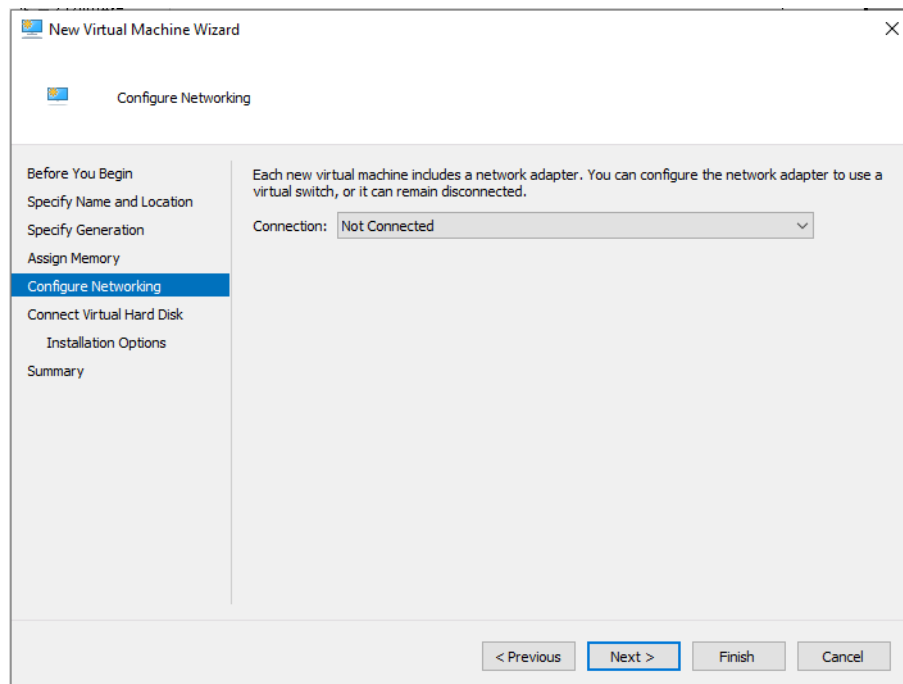 New Virtual Machine Wizard
Configure Networking
Before You Begin
Specify Name and Location
Specify Generation
Assign Memory
Configure Networking
Connect Virtual Hard Disk
Installation Options
Summary
Each new virtual machine includes a network adapter. You can configure the network adapter to use a
virtual switch, or it can remain disconnected.
Connection: Not Connected
< Previous Next > Finish Cancel